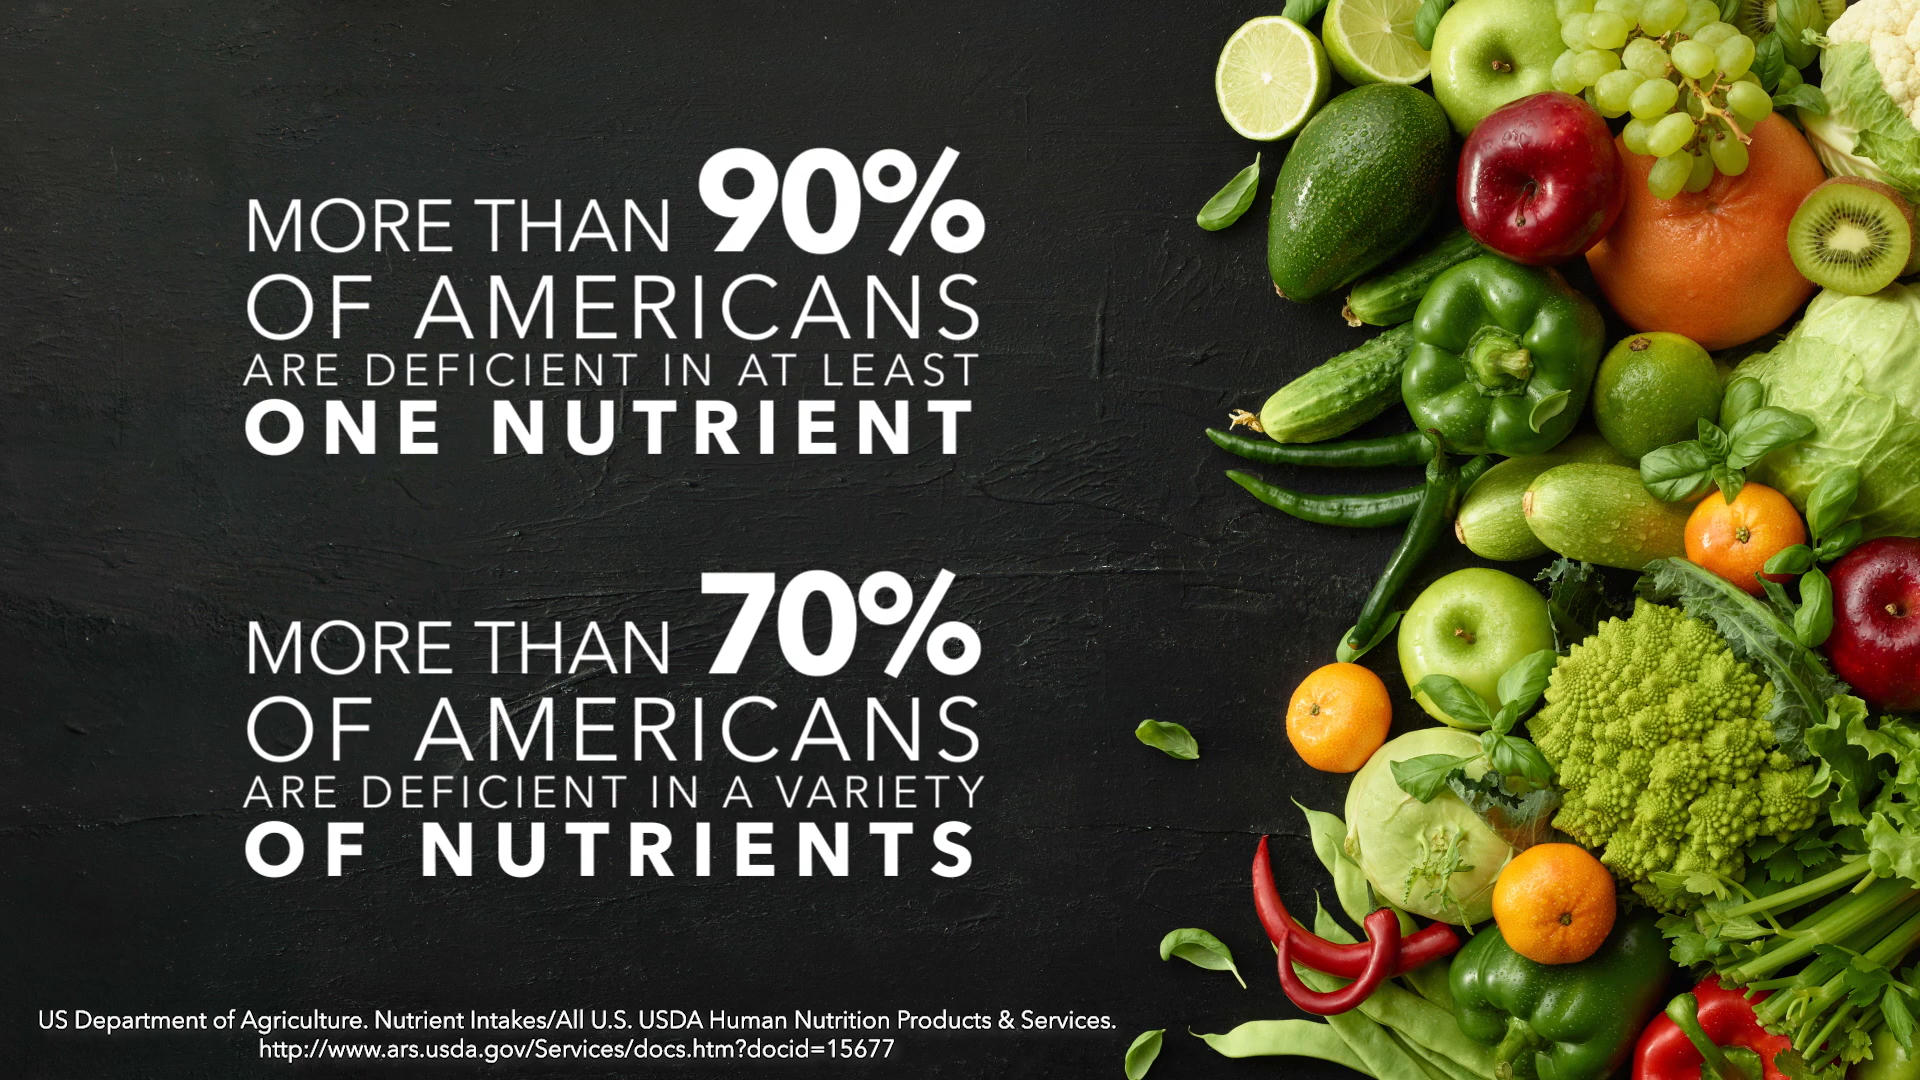 MORE THAN 90%
OF AMERICANS
ARE DEFICIENT IN AT LEAST
ONE NUTRIENT
MORE THAN 70%
OF AMERICANS
ARE DEFICIENT IN A VARIETY
OF NUTRIENTS
US Department of Agriculture. Nutrient Intakes/All U.S. USDA Human Nutrition Products & Services.
http://www.ars.usda.gov/Services/docs.htm?docid=15677